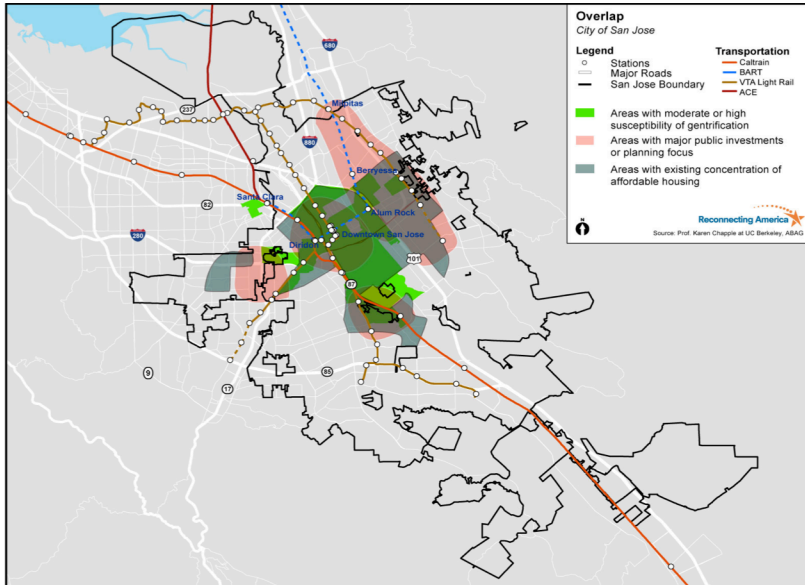 Overlap
City of San Jose
Legend
Stations
Major Roads
San Jose Boundary
Transportation
Caltrain
BART
VTA Light Rail
ACE
Areas with moderate or high
susceptibility of gentrification
Areas with major public investments
or planning focus
Areas with existing concentration of
affordable housing
N
Reconnecting America
Source: Prof. Karen Chapple at UC Berkeley, ABAG
680
Milpitas
237
880
Berryessa
Santa Clara
82
Alum Rock
280
Downtown San Jose
Diridon
101
87
9
85
17